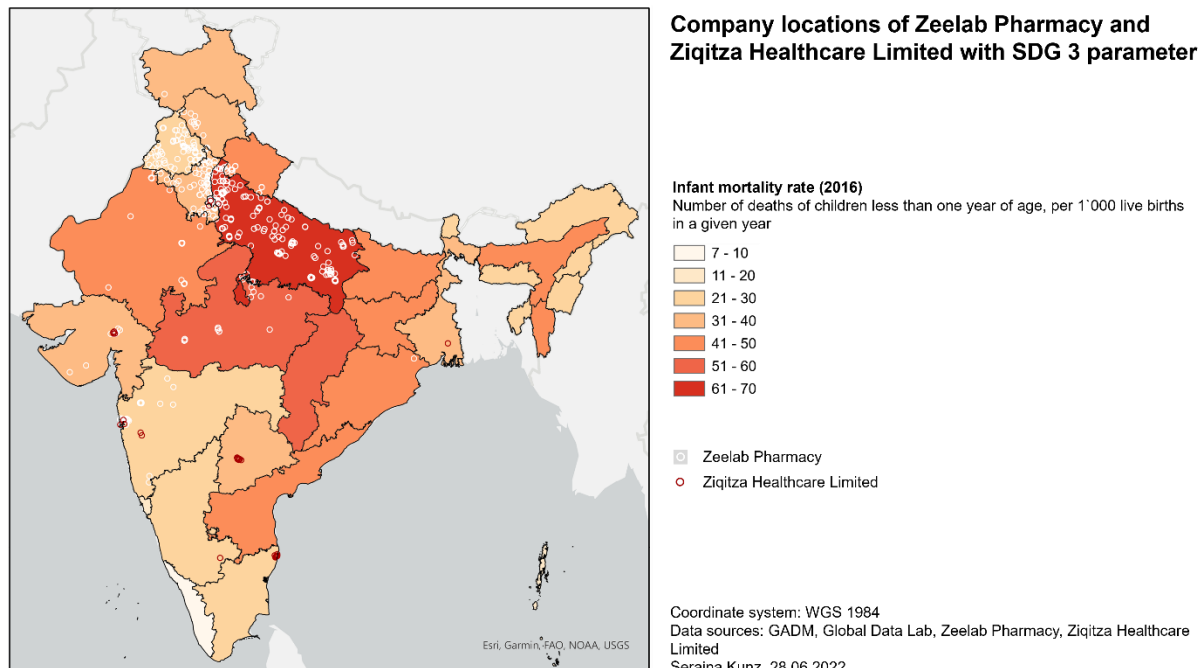 Company locations of Zeelab Pharmacy and
Ziqitza Healthcare Limited with SDG 3 parameter
Infant mortality rate (2016)
Number of deaths of children less than one year of age, per 1`000 live births
in a given year
7 - 10
11 - 20
21 - 30
31 - 40
41 - 50
51 - 60
61 - 70
Zeelab Pharmacy
Ziqitza Healthcare Limited
Coordinate system: WGS 1984
Data sources: GADM, Global Data Lab, Zeelab Pharmacy, Ziqitza Healthcare
Limited
Seraina Kunz, 28.06.2022
Esri, Garmin, FAO, NOAA, USGS